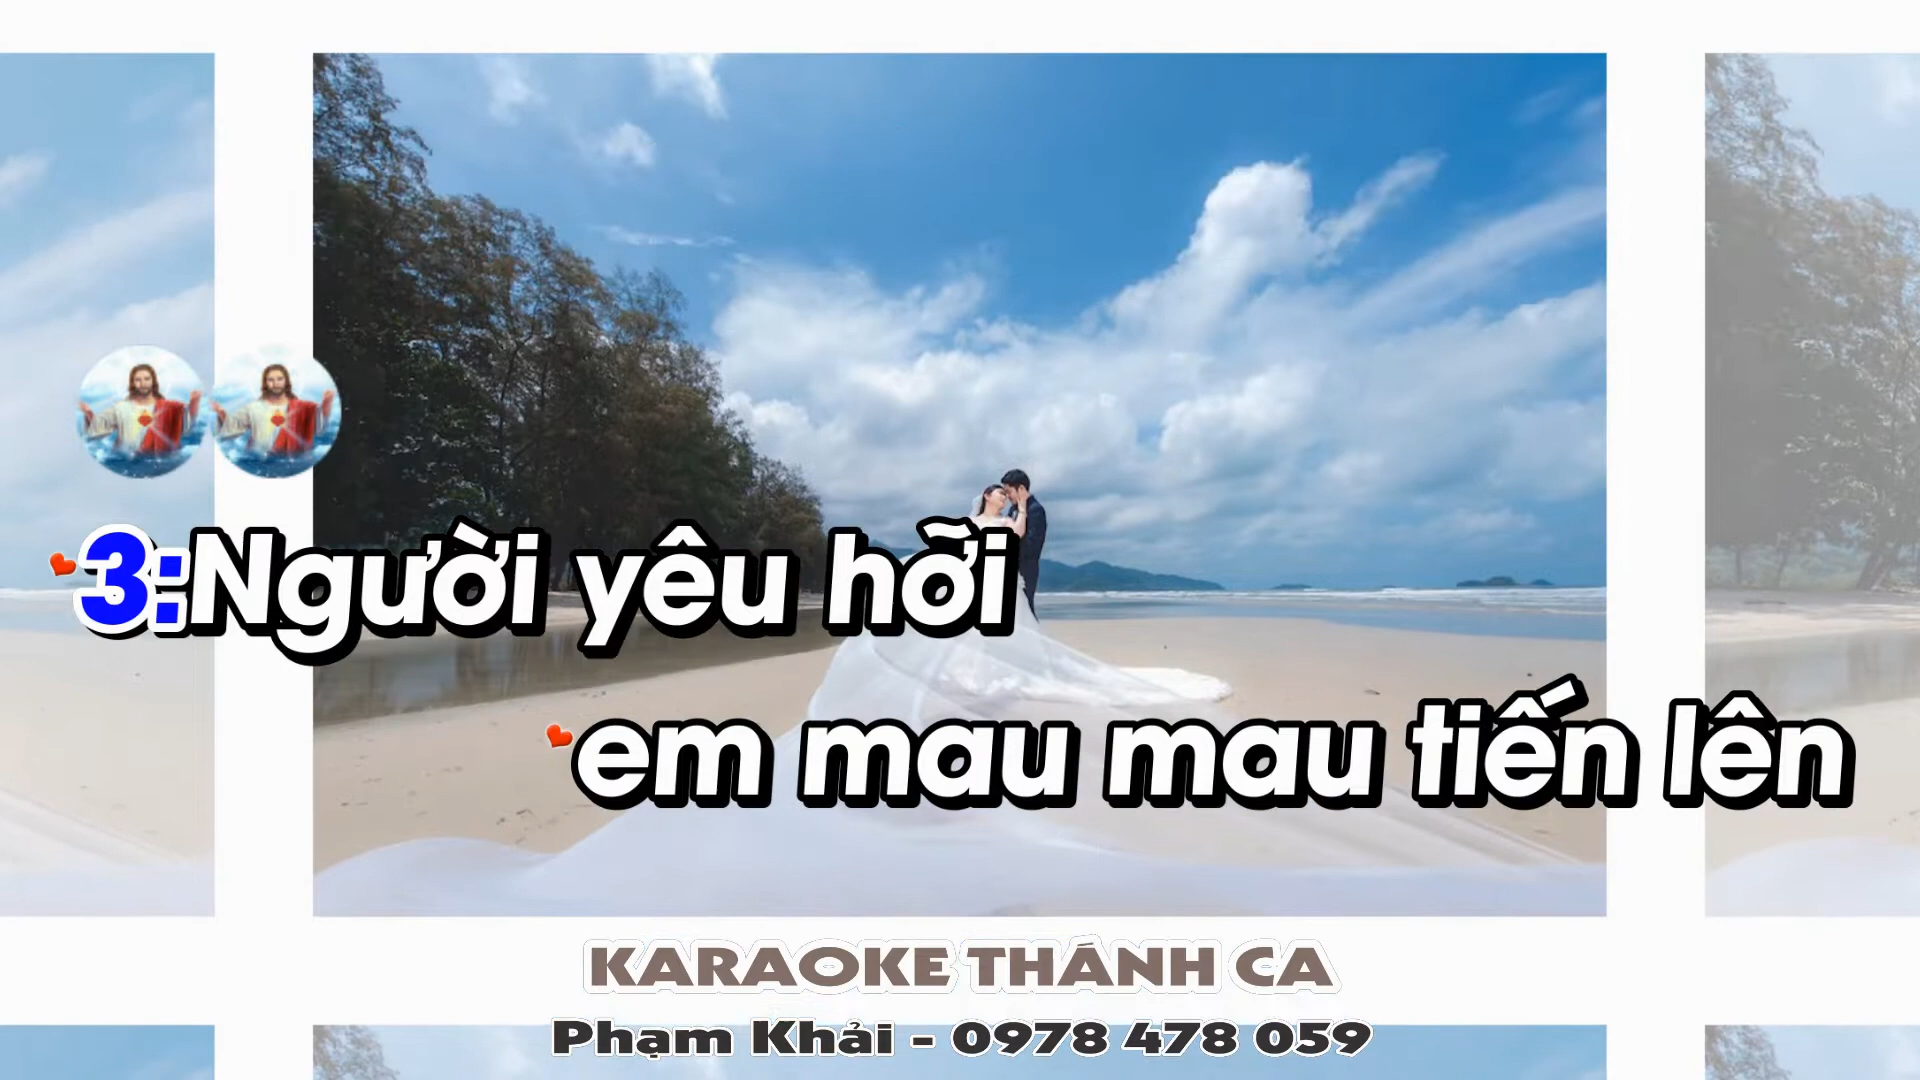 3:Người yêu hỡi
em mau mau tiến lên
KARAOKE THÁNH CA
Phạm Khải - 0978 478 059